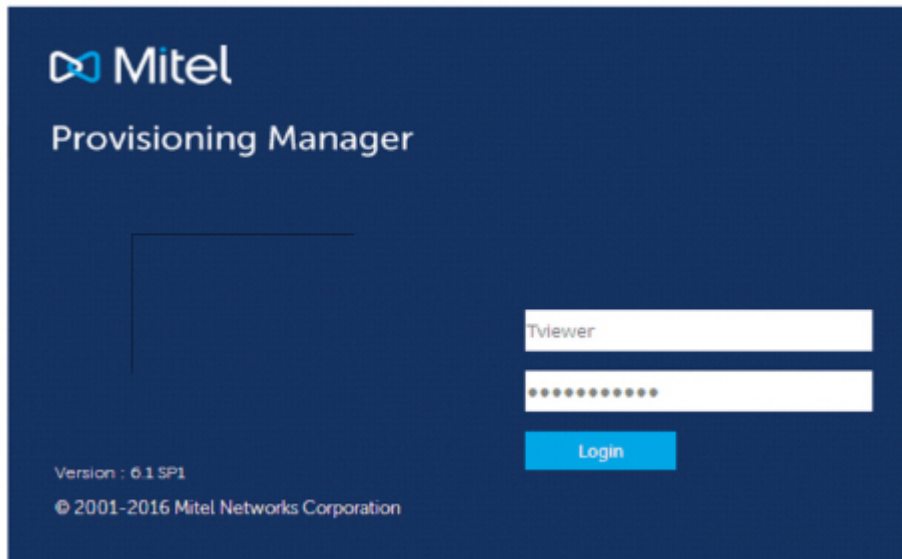 Mitel
Provisioning Manager
Tviewer
•••••••••••
Login
Version : 6.1 SP1
© 2001-2016 Mitel Networks Corporation